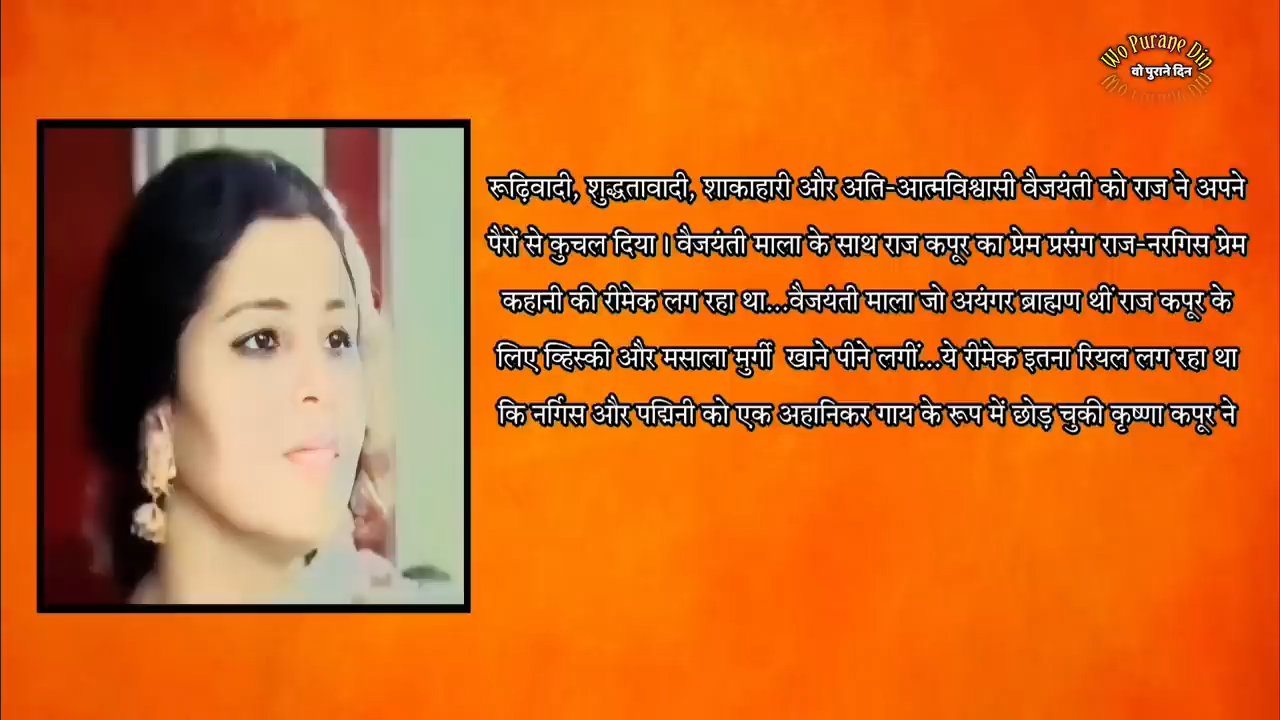 Wo Purane Din
वो पुराने दिन
रूढ़िवादी, शुद्धतावादी, शाकाहारी और अति-आत्मविश्वासी वैजयंती को राज ने अपने
पैरों से कुचल दिया । वैजयंती माला के साथ राज कपूर का प्रेम प्रसंग राज-नरगिस प्रेम
कहानी की रीमेक लग रहा था...वैजयंती माला जो अयंगर ब्राह्मण थीं राज कपूर के
लिए व्हिस्की और मसाला मुर्गी खाने पीने लगीं...ये रीमेक इतना रियल लग रहा था
कि नर्गिस और पद्मिनी को एक अहानिकर गाय के रूप में छोड़ चुकी कृष्णा कपूर ने